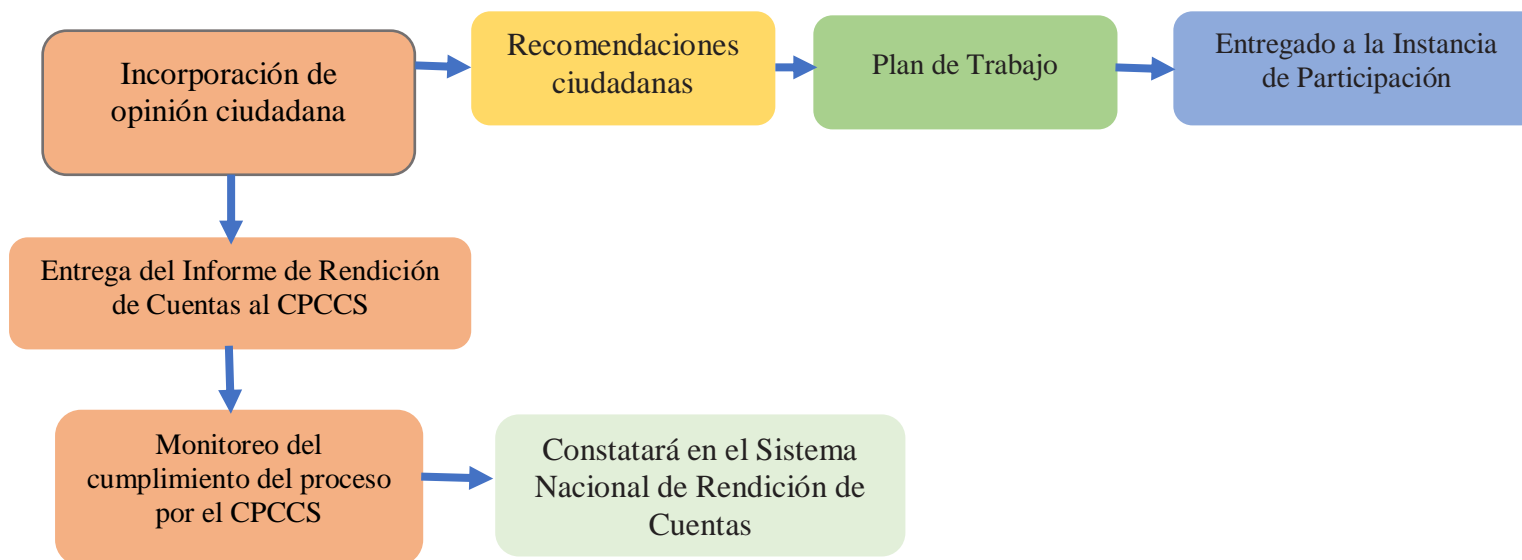 Incorporación de
opinión ciudadana
Recomendaciones
ciudadanas
Plan de Trabajo
Entregado a la Instancia
de Participación
Entrega del Informe de Rendición
de Cuentas al CPCCS
Monitoreo del
cumplimiento del proceso
por el CPCCS
Constatará en el Sistema
Nacional de Rendición de
Cuentas